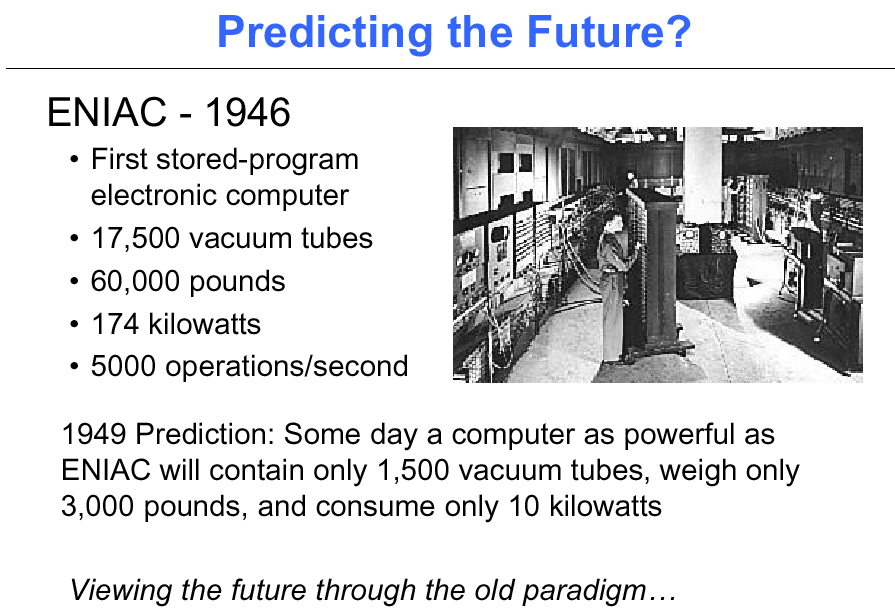 Predicting the Future?
ENIAC - 1946
• First stored-program
electronic computer
• 17,500 vacuum tubes
• 60,000 pounds
• 174 kilowatts
• 5000 operations/second
1949 Prediction: Some day a computer as powerful as
ENIAC will contain only 1,500 vacuum tubes, weigh only
3,000 pounds, and consume only 10 kilowatts
Viewing the future through the old paradigm…